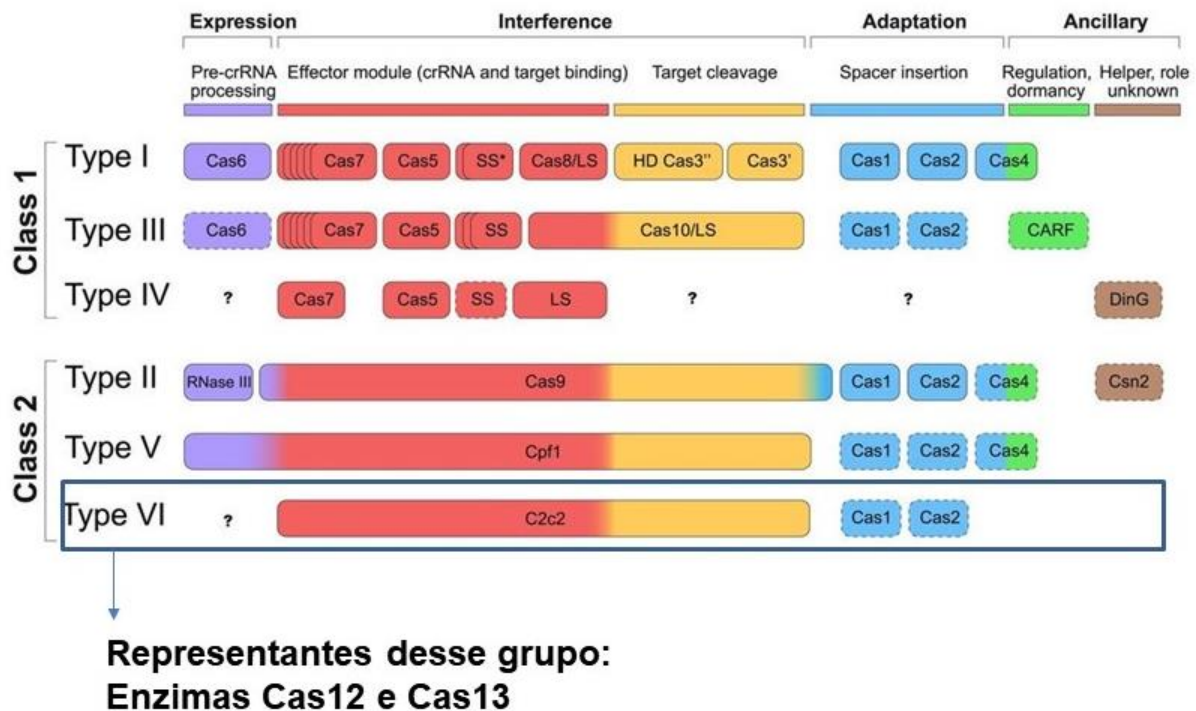 Expression Interference Adaptation Ancillary
Pre-crRNA processing Effector module (crRNA and target binding) Target cleavage Spacer insertion Regulation, dormancy Helper, role unknown
Class 1
Type I Cas6 Cas7 Cas5 SS* Cas8/LS HD Cas3'' Cas3' Cas1 Cas2 Cas4
Type III Cas6 Cas7 Cas5 SS Cas10/LS Cas1 Cas2 CARF
Type IV ? Cas7 Cas5 SS LS ? ? DinG
Class 2
Type II RNase III Cas9 Cas1 Cas2 Cas4 Csn2
Type V Cpf1 Cas1 Cas2 Cas4
Type VI ? C2c2 Cas1 Cas2
Representantes desse grupo:
Enzimas Cas12 e Cas13